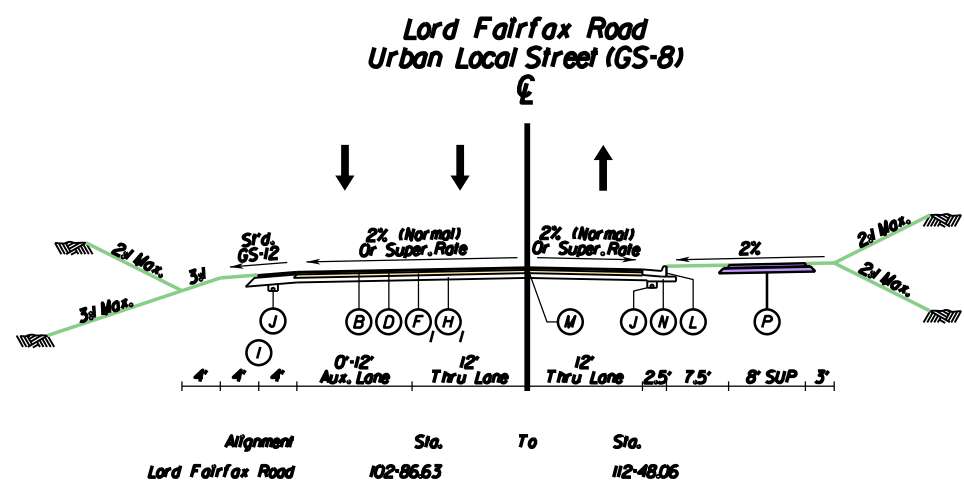 Lord Fairfax Road
Urban Local Street (GS-8)
CL
Std.
GS-12
2% (Normal)
Or Super. Rate
2% (Normal)
Or Super. Rate
2%
2:1 Max.
3:1
3:1 Max.
2:1 Max.
2:1 Max.
J B D F H M J N L P
I
4' 4' 4'
0'-12'
Aux. Lane
12'
Thru Lane
12'
Thru Lane
2.5' 7.5' 8' SUP 3'
Alignment Sta. To Sta.
Lord Fairfax Road 102+86.63 112+48.06